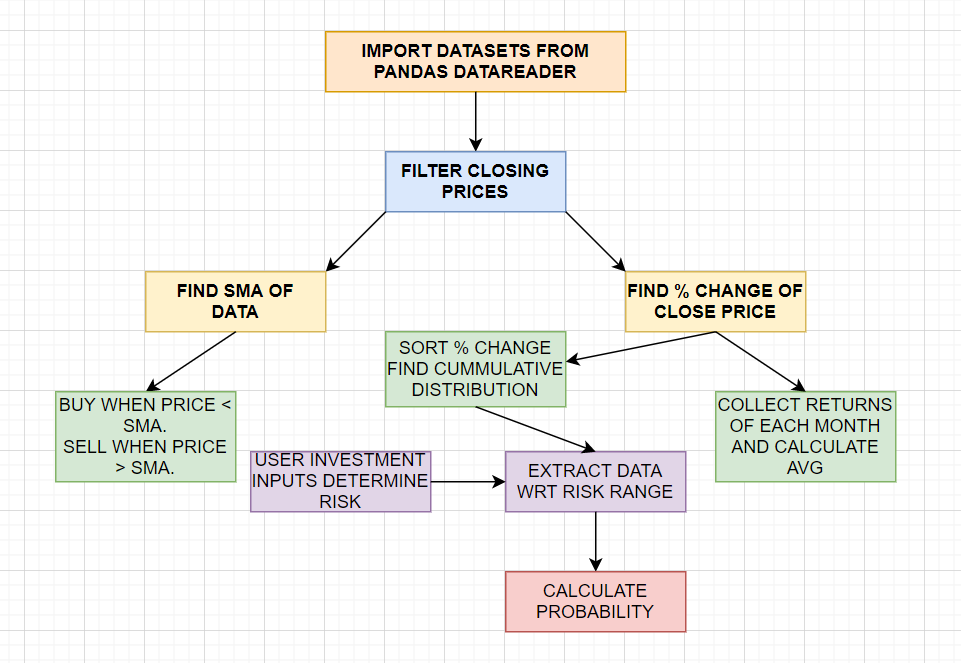 IMPORT DATASETS FROM
PANDAS DATAREADER
FILTER CLOSING
PRICES
FIND SMA OF
DATA
FIND % CHANGE OF
CLOSE PRICE
SORT % CHANGE
FIND CUMMULATIVE
DISTRIBUTION
BUY WHEN PRICE <
SMA.
SELL WHEN PRICE
> SMA.
COLLECT RETURNS
OF EACH MONTH
AND CALCULATE
AVG
USER INVESTMENT
INPUTS DETERMINE
RISK
EXTRACT DATA
WRT RISK RANGE
CALCULATE
PROBABILITY